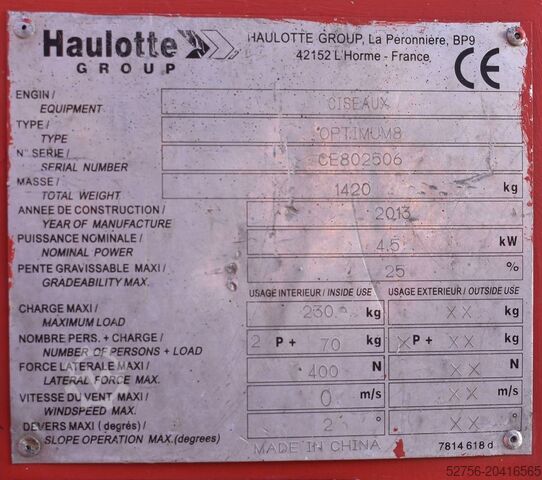 Haulotte
GROUP
HAULOTTE GROUP, La Péronnière, BP9
42152 L'Horme - France
CE
ENGIN / CISEAUX
EQUIPMENT
TYPE / OPTIMUM8
TYPE
N° SERIE / CE802506
SERIAL NUMBER
MASSE / 1420 kg
TOTAL WEIGHT
ANNEE DE CONSTRUCTION / 2013
YEAR OF MANUFACTURE
PUISSANCE NOMINALE / 4.5 kW
NOMINAL POWER
PENTE GRAVISSABLE MAXI / 25 %
GRADEABILITY MAX.
USAGE INTERIEUR / INSIDE USE USAGE EXTERIEUR / OUTSIDE USE
CHARGE MAXI / 230 kg XX kg
MAXIMUM LOAD
NOMBRE PERS. + CHARGE / 2 P + 70 kg X P + XX kg
NUMBER OF PERSONS + LOAD
FORCE LATERALE MAXI / 400 N XX N
LATERAL FORCE MAX.
VITESSE DU VENT MAXI / 0 m/s XX m/s
WINDSPEED MAX.
DEVERS MAXI (degrés) / 2 ° XX °
SLOPE OPERATION MAX.(degrees)
MADE IN CHINA 7814 618 d
52756-20416565